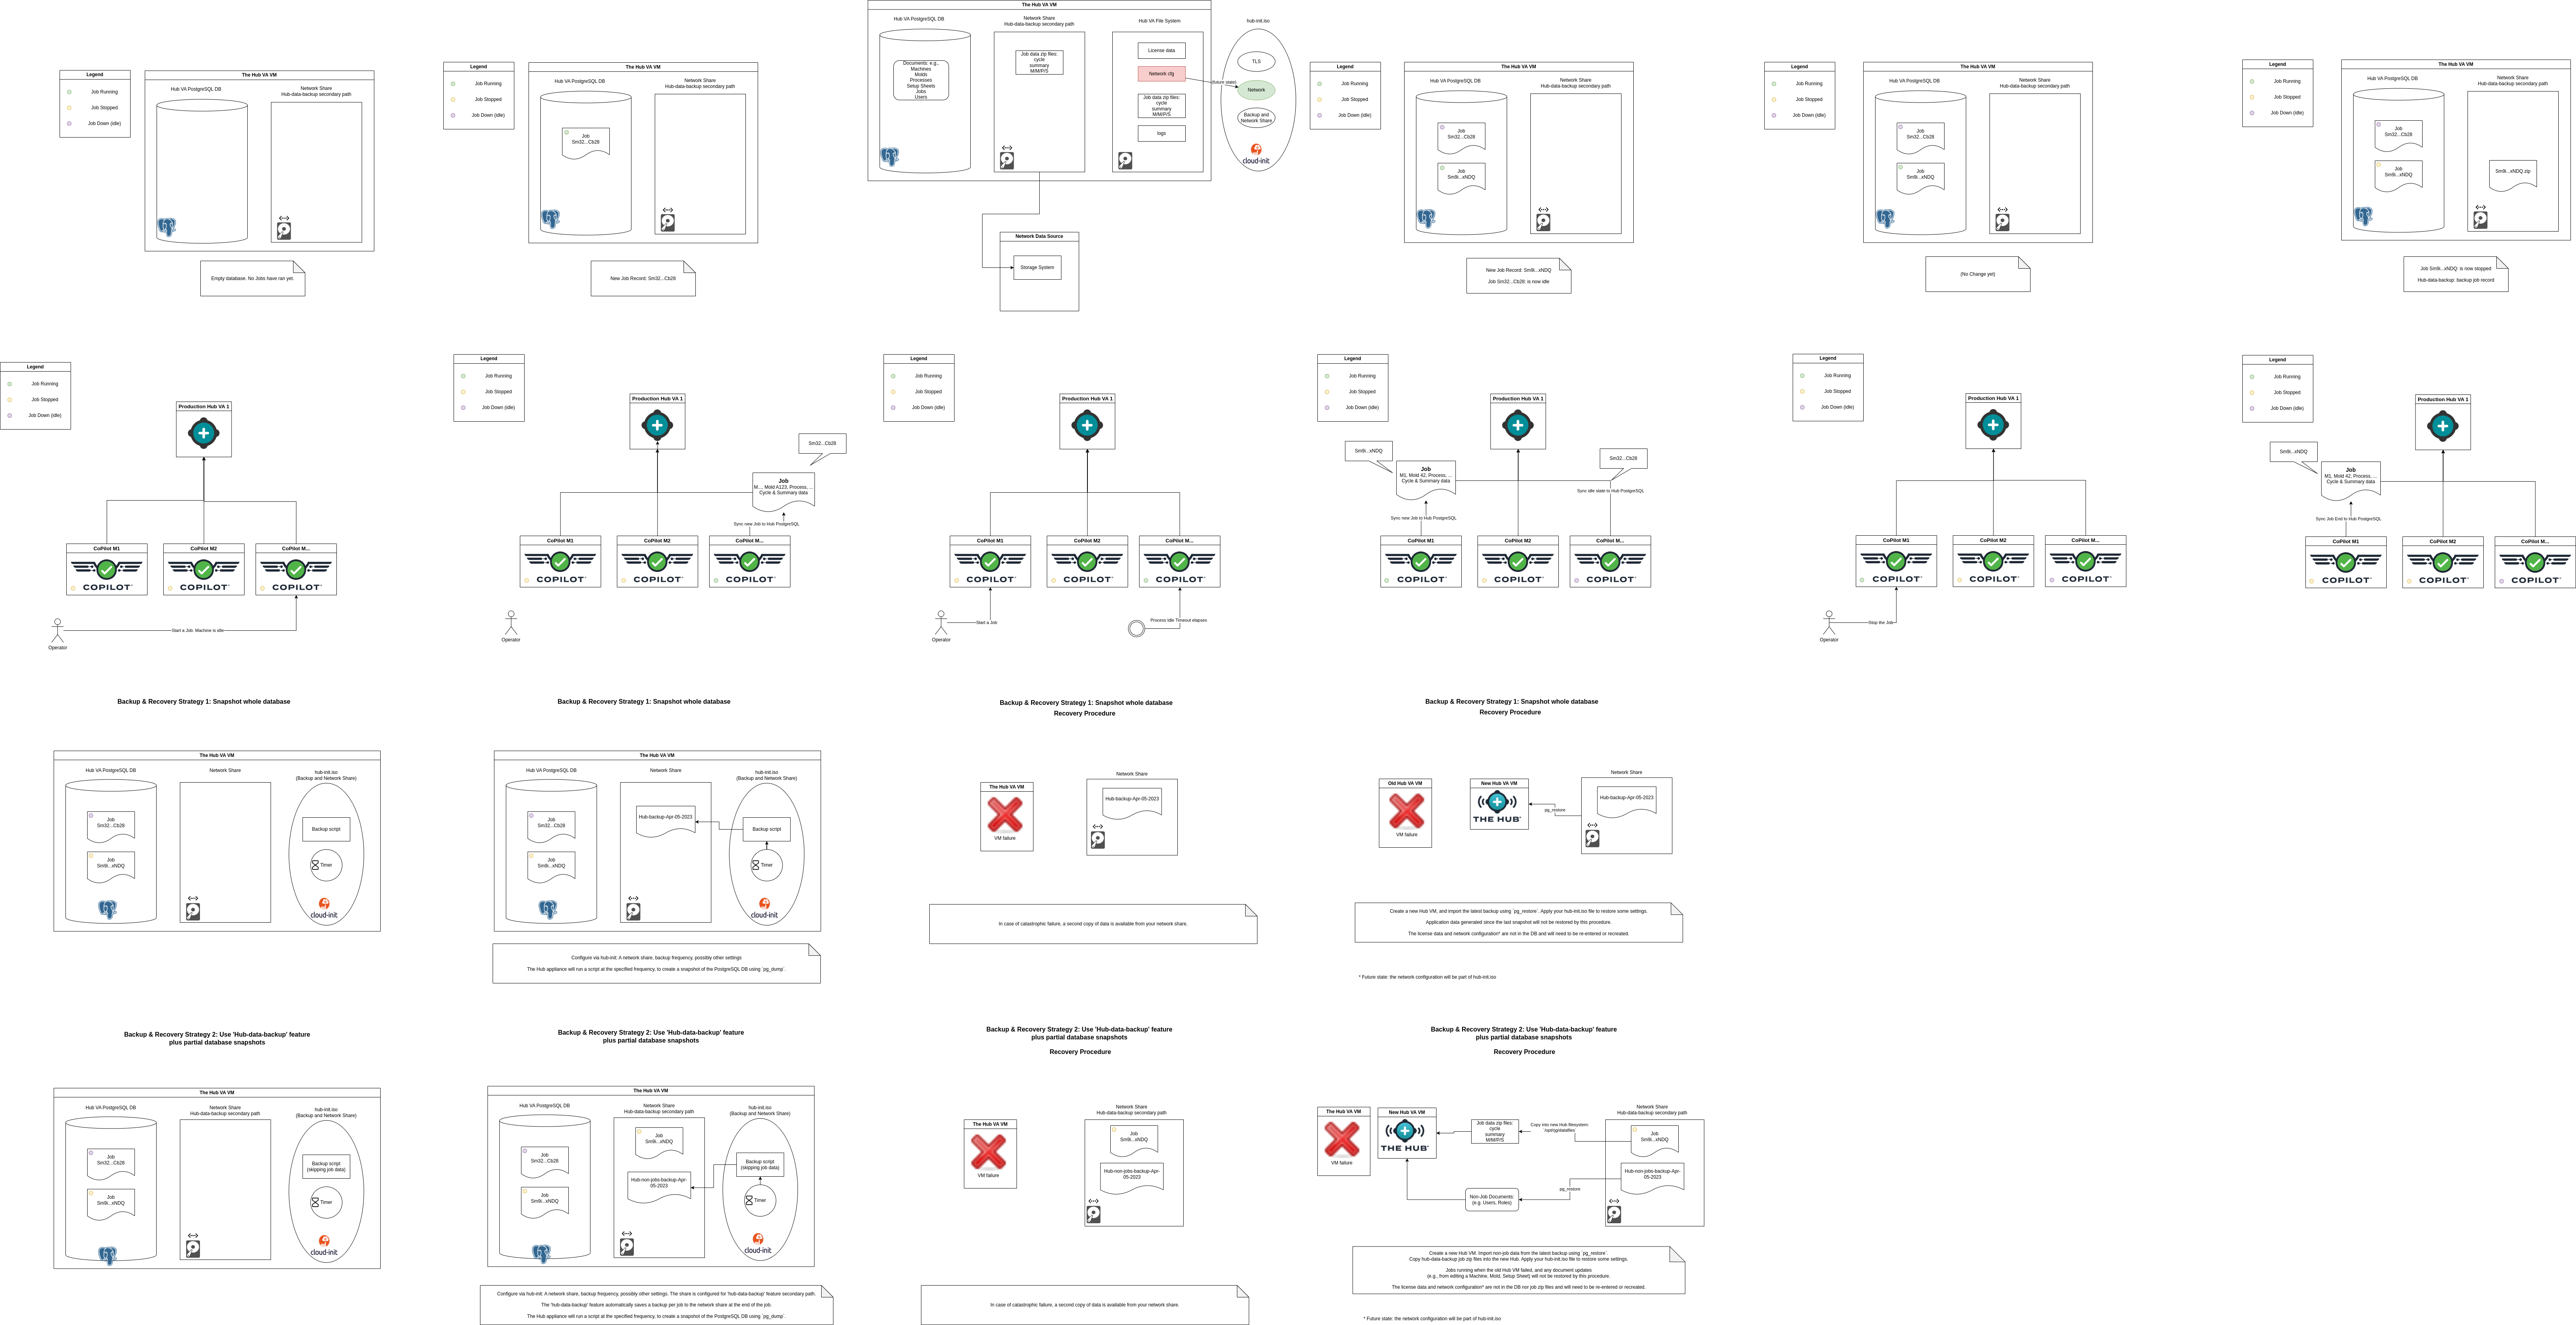 Legend
Job Running
Job Stopped
Job Down (idle)
The Hub VA VM
Hub VA PostgreSQL DB
Network Share
Hub-data-backup secondary path
Empty database. No Jobs have ran yet.
Legend
Job Running
Job Stopped
Job Down (idle)
The Hub VA VM
Hub VA PostgreSQL DB
Network Share
Hub-data-backup secondary path
Job
Sm32...Cb28
New Job Record: Sm32...Cb28
The Hub VA VM
Hub VA PostgreSQL DB
Documents: e.g.,
Machines
Molds
Processes
Setup Sheets
Jobs
Users
Network Share
Hub-data-backup secondary path
Job data zip files:
cycle
summary
M/M/P/S
Hub VA File System
License data
Network cfg
Job data zip files:
cycle
summary
M/M/P/S
logs
(future state)
hub-init.iso
TLS
Network
Backup and
Network Share
cloud-init
Network Data Source
Storage System
Legend
Job Running
Job Stopped
Job Down (idle)
The Hub VA VM
Hub VA PostgreSQL DB
Network Share
Hub-data-backup secondary path
Job
Sm32...Cb28
Job
Sm9i...xNDQ
New Job Record: Sm9i...xNDQ
Job Sm32...Cb28: is now idle
Legend
Job Running
Job Stopped
Job Down (idle)
The Hub VA VM
Hub VA PostgreSQL DB
Network Share
Hub-data-backup secondary path
Job
Sm32...Cb28
Job
Sm9i...xNDQ
(No Change yet)
Legend
Job Running
Job Stopped
Job Down (idle)
The Hub VA VM
Hub VA PostgreSQL DB
Network Share
Hub-data-backup secondary path
Job
Sm32...Cb28
Job
Sm9i...xNDQ
Sm9i...xNDQ.zip
Job Sm9i...xNDQ: is now stopped
Hub-data-backup: backup job record
Legend
Job Running
Job Stopped
Job Down (idle)
Production Hub VA 1
CoPilot M1
COPILOT
CoPilot M2
COPILOT
CoPilot M...
COPILOT
Start a Job. Machine is idle
Operator
Legend
Job Running
Job Stopped
Job Down (idle)
Production Hub VA 1
Sm32...Cb28
Job
M..., Mold A123, Process, ...
Cycle & Summary data
Sync new Job to Hub PostgreSQL
CoPilot M1
COPILOT
CoPilot M2
COPILOT
CoPilot M...
COPILOT
Operator
Legend
Job Running
Job Stopped
Job Down (idle)
Production Hub VA 1
CoPilot M1
COPILOT
CoPilot M2
COPILOT
CoPilot M...
COPILOT
Start a Job
Process Idle Timeout elapses
Operator
Legend
Job Running
Job Stopped
Job Down (idle)
Production Hub VA 1
Sm9i...xNDQ
Job
M1, Mold 42, Process, ...
Cycle & Summary data
Sync new Job to Hub PostgreSQL
Sm32...Cb28
Sync idle state to Hub PostgreSQL
CoPilot M1
COPILOT
CoPilot M2
COPILOT
CoPilot M...
COPILOT
Legend
Job Running
Job Stopped
Job Down (idle)
Production Hub VA 1
CoPilot M1
COPILOT
CoPilot M2
COPILOT
CoPilot M...
COPILOT
Stop the Job
Operator
Legend
Job Running
Job Stopped
Job Down (idle)
Production Hub VA 1
Sm9i...xNDQ
Job
M1, Mold 42, Process, ...
Cycle & Summary data
Sync Job End to Hub PostgreSQL
CoPilot M1
COPILOT
CoPilot M2
COPILOT
CoPilot M...
COPILOT
Backup & Recovery Strategy 1: Snapshot whole database
The Hub VA VM
Hub VA PostgreSQL DB
Job
Sm32...Cb28
Job
Sm9i...xNDQ
Network Share
hub-init.iso
(Backup and Network Share)
Backup script
Timer
cloud-init
Backup & Recovery Strategy 1: Snapshot whole database
The Hub VA VM
Hub VA PostgreSQL DB
Job
Sm32...Cb28
Job
Sm9i...xNDQ
Network Share
Hub-backup-Apr-05-2023
hub-init.iso
(Backup and Network Share)
Backup script
Timer
cloud-init
Configure via hub-init: A network share, backup frequency, possibly other settings
The Hub appliance will run a script at the specified frequency, to create a snapshot of the PostgreSQL DB using `pg_dump`.
Backup & Recovery Strategy 1: Snapshot whole database
Recovery Procedure
The Hub VA VM
VM failure
Network Share
Hub-backup-Apr-05-2023
In case of catastrophic failure, a second copy of data is available from your network share.
Backup & Recovery Strategy 1: Snapshot whole database
Recovery Procedure
Old Hub VA VM
VM failure
New Hub VA VM
THE HUB
pg_restore
Network Share
Hub-backup-Apr-05-2023
Create a new Hub VM, and import the latest backup using `pg_restore`. Apply your hub-init.iso file to restore some settings.
Application data generated since the last snapshot will not be restored by this procedure.
The license data and network configuration* are not in the DB and will need to be re-entered or recreated.
* Future state: the network configuration will be part of hub-init.iso
Backup & Recovery Strategy 2: Use 'Hub-data-backup' feature
plus partial database snapshots
The Hub VA VM
Hub VA PostgreSQL DB
Job
Sm32...Cb28
Job
Sm9i...xNDQ
Network Share
Hub-data-backup secondary path
hub-init.iso
(Backup and Network Share)
Backup script
(skipping job data)
Timer
cloud-init
Backup & Recovery Strategy 2: Use 'Hub-data-backup' feature
plus partial database snapshots
The Hub VA VM
Hub VA PostgreSQL DB
Job
Sm32...Cb28
Job
Sm9i...xNDQ
Network Share
Hub-data-backup secondary path
Job
Sm9i...xNDQ
Hub-non-jobs-backup-Apr-
05-2023
hub-init.iso
(Backup and Network Share)
Backup script
(skipping job data)
Timer
cloud-init
Configure via hub-init: A network share, backup frequency, possibly other settings. The share is configured for 'hub-data-backup' feature secondary path.
The 'hub-data-backup' feature automatically saves a backup per job to the network share at the end of the job.
The Hub appliance will run a script at the specified frequency, to create a snapshot of the PostgreSQL DB using `pg_dump`.
Backup & Recovery Strategy 2: Use 'Hub-data-backup' feature
plus partial database snapshots
Recovery Procedure
The Hub VA VM
VM failure
Network Share
Hub-data-backup secondary path
Job
Sm9i...xNDQ
Hub-non-jobs-backup-Apr-
05-2023
In case of catastrophic failure, a second copy of data is available from your network share.
Backup & Recovery Strategy 2: Use 'Hub-data-backup' feature
plus partial database snapshots
Recovery Procedure
The Hub VA VM
VM failure
New Hub VA VM
THE HUB
Job data zip files:
cycle
summary
M/M/P/S
Copy into new Hub filesystem:
Non-Job Documents:
(e.g. Users, Roles)
pg_restore
Network Share
Hub-data-backup secondary path
Job
Sm9i...xNDQ
Hub-non-jobs-backup-Apr-
05-2023
Create a new Hub VM. Import non-job data from the latest backup using `pg_restore`.
Copy hub-data-backup job zip files into the new Hub. Apply your hub-init.iso file to restore some settings.
Jobs running when the old Hub VM failed, and any document updates
(e.g., from editing a Machine, Mold, Setup Sheet) will not be restored by this procedure.
The license data and network configuration* are not in the DB nor job zip files and will need to be re-entered or recreated.
* Future state: the network configuration will be part of hub-init.iso